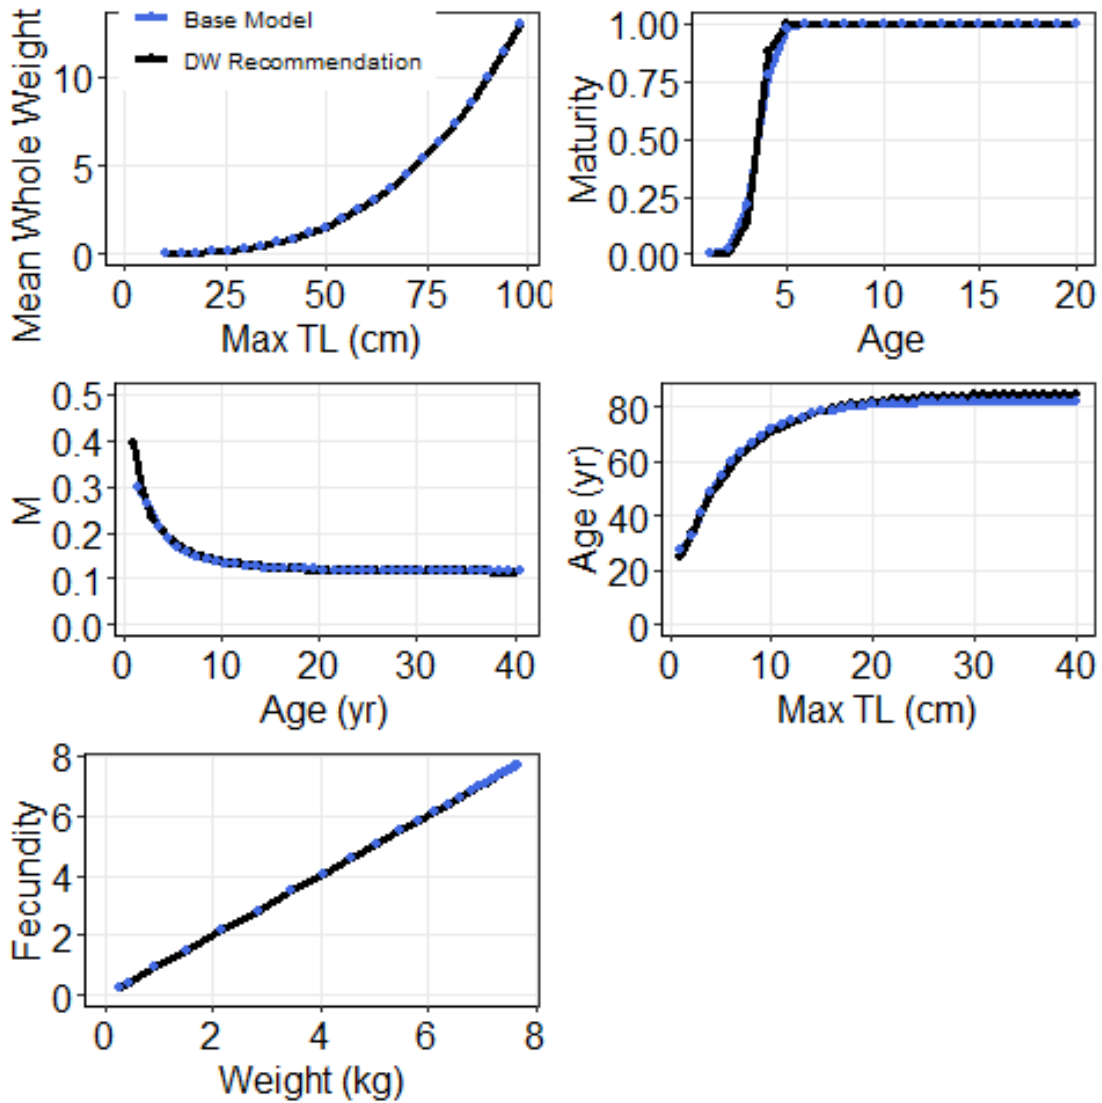 Base Model
DW Recommendation
Mean Whole Weight
10
5
0
0 25 50 75 100
Max TL (cm)
Maturity
1.00
0.75
0.50
0.25
0.00
5 10 15 20
Age
M
0.5
0.4
0.3
0.2
0.1
0.0
0 10 20 30 40
Age (yr)
Age (yr)
80
60
40
20
0
0 10 20 30 40
Max TL (cm)
Fecundity
8
6
4
2
0
0 2 4 6 8
Weight (kg)